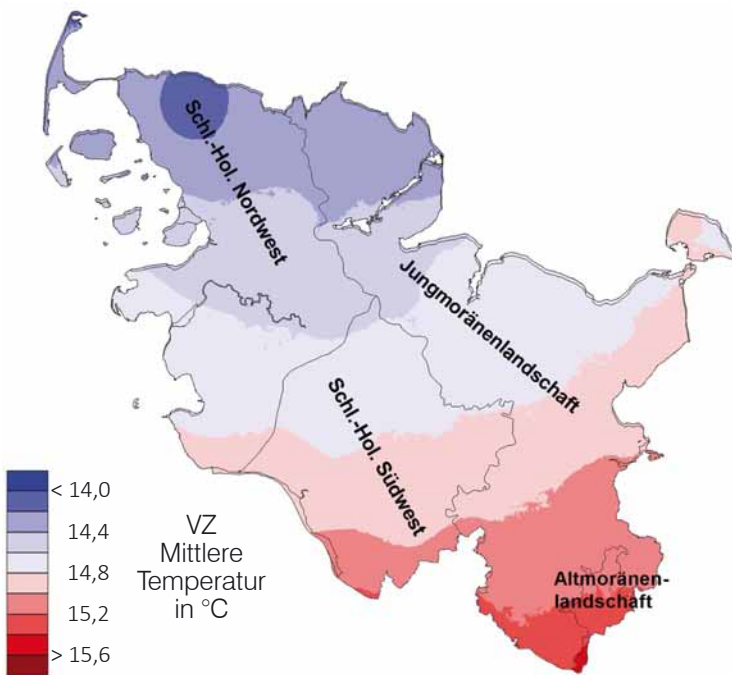 Schl.-Hol. Nordwest
Jungmoränenlandschaft
Schl.-Hol. Südwest
Altmoränen-
landschaft
VZ
Mittlere
Temperatur
in °C
< 14,0
14,4
14,8
15,2
> 15,6